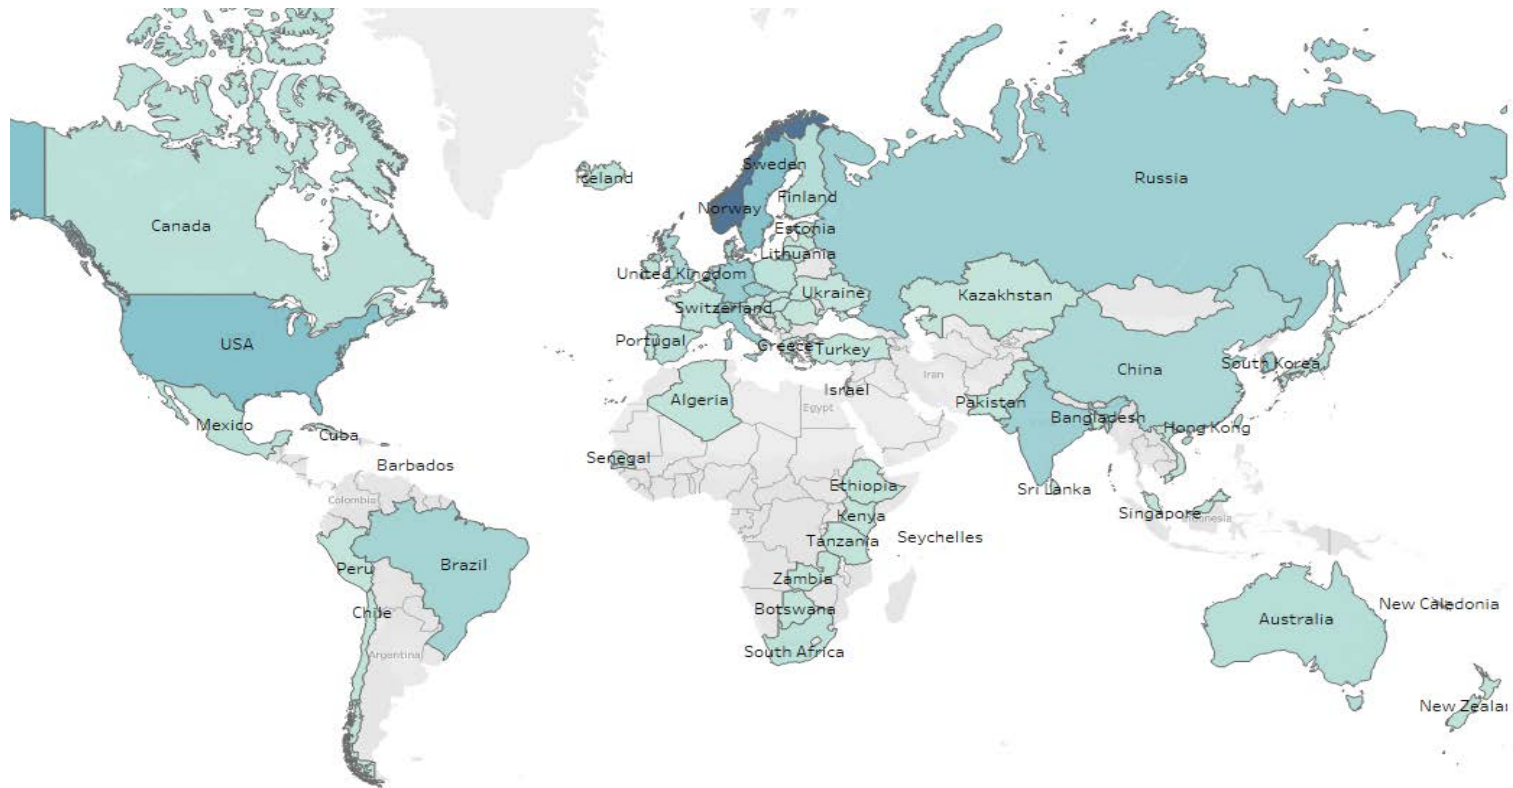 Sweden
Iceland
Russia
Finland
Norway
Canada
Estonia
Lithuania
United Kingdom
Ukraine
Kazakhstan
Switzerland
USA
Portugal
Greece
Turkey
South Korea
China
Iran
Israel
Algeria
Pakistan
Egypt
Bangladesh
Mexico
Hong Kong
Cuba
Senegal
Barbados
Ethiopia
Sri Lanka
Colombia
Kenya
Singapore
Indonesia
Tanzania
Seychelles
Brazil
Peru
Zambia
New Caledonia
Botswana
Chile
Australia
South Africa
Argentina
New Zealan